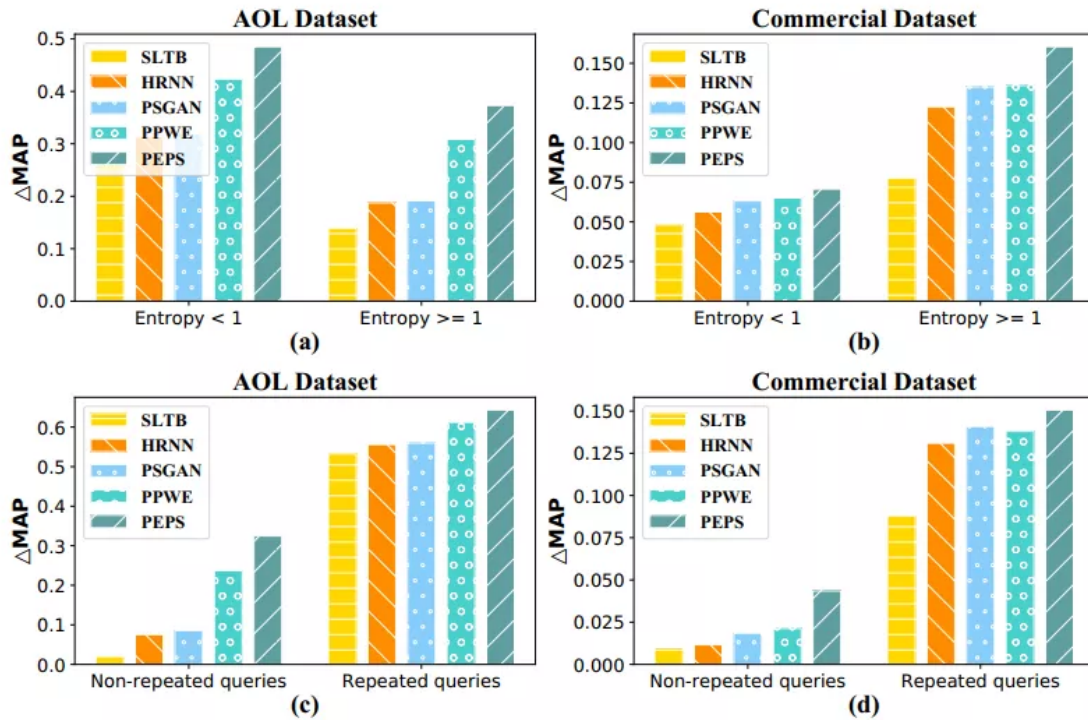 AOL Dataset
0.5
0.4
0.3
0.2
0.1
0.0
△MAP
SLTB
HRNN
PSGAN
PPWE
PEPS
Entropy < 1
Entropy >= 1
(a)
Commercial Dataset
0.150
0.125
0.100
0.075
0.050
0.025
0.000
△MAP
SLTB
HRNN
PSGAN
PPWE
PEPS
Entropy < 1
Entropy >= 1
(b)
AOL Dataset
0.6
0.5
0.4
0.3
0.2
0.1
0.0
△MAP
SLTB
HRNN
PSGAN
PPWE
PEPS
Non-repeated queries
Repeated queries
(c)
Commercial Dataset
0.150
0.125
0.100
0.075
0.050
0.025
0.000
△MAP
SLTB
HRNN
PSGAN
PPWE
PEPS
Non-repeated queries
Repeated queries
(d)